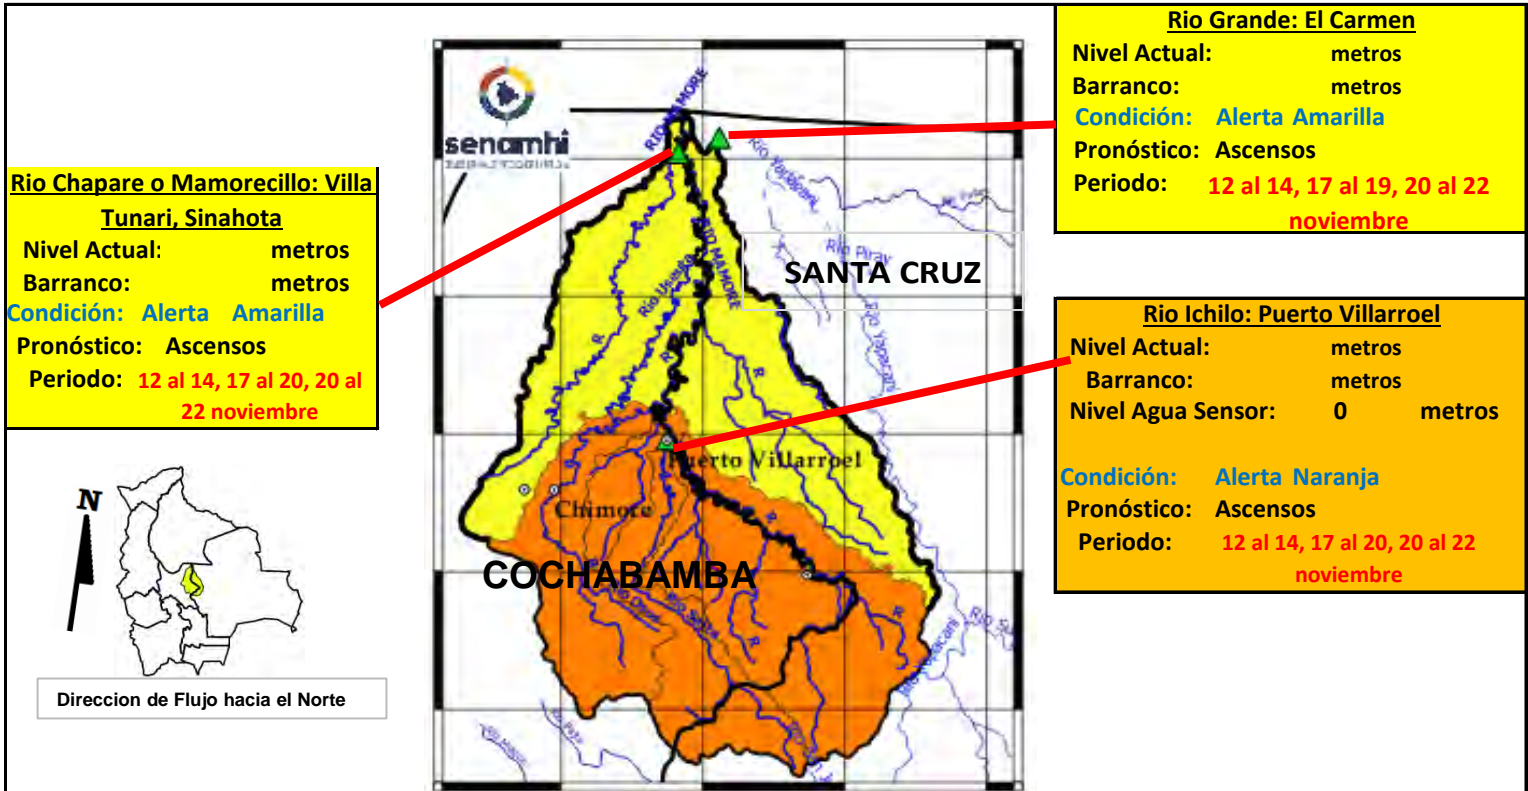 Rio Grande: El Carmen
Nivel Actual: metros
Barranco: metros
Condición: Alerta Amarilla
Pronóstico: Ascensos
Periodo: 12 al 14, 17 al 19, 20 al 22
noviembre
senamhi
RIO MAMORE
Rio Chapare o Mamorecillo: Villa
Tunari, Sinahota
Nivel Actual: metros
Barranco: metros
Condición: Alerta Amarilla
Pronóstico: Ascensos
Periodo: 12 al 14, 17 al 20, 20 al
22 noviembre
Rio Yapacani
Rio Piray
RIO MAMORE
SANTA CRUZ
Rio Yapacani
R
R
R
Rio Ichilo: Puerto Villarroel
Nivel Actual: metros
Barranco: metros
Nivel Agua Sensor: 0 metros
Condición: Alerta Naranja
Pronóstico: Ascensos
Periodo: 12 al 14, 17 al 20, 20 al 22
noviembre
Puerto Villarroel
Chimore
COCHABAMBA
R
R
R
N
Direccion de Flujo hacia el Norte